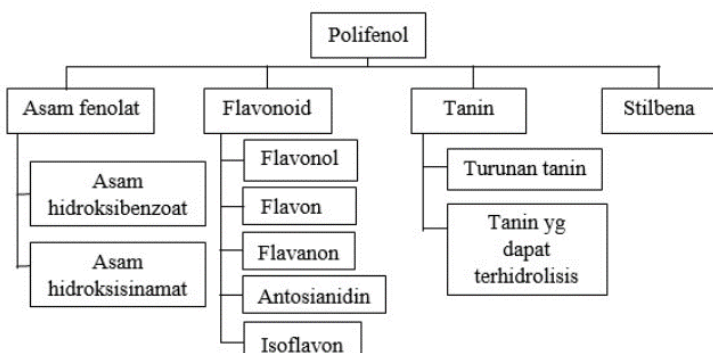 Polifenol
Asam fenolat
Flavonoid
Tanin
Stilbena
Asam
hidroksibenzoat
Asam
hidroksisinamat
Flavonol
Flavon
Flavanon
Antosianidin
Isoflavon
Turunan tanin
Tanin yg
dapat
terhidrolisis